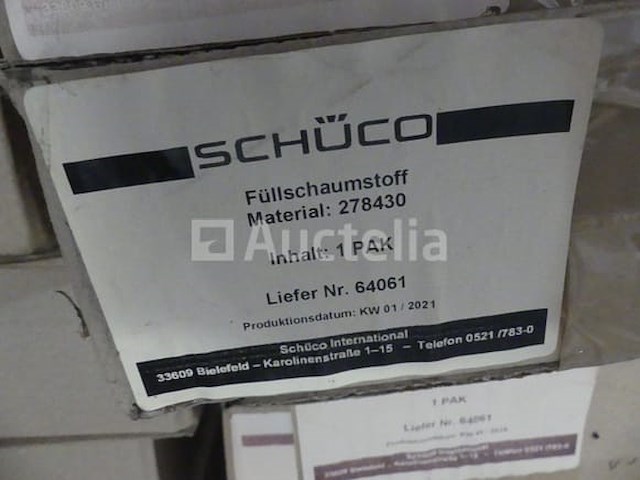 SCHÜCO
Füllschaumstoff
Material: 278430
Auctelia
Inhalt: 1 PAK
Liefer Nr. 64061
Produktionsdatum: KW 01 / 2021
Schüco International
33609 Bielefeld – Karolinenstraße 1–15 – Telefon 0521 /783-0
1 PAK
Liefer Nr. 64061